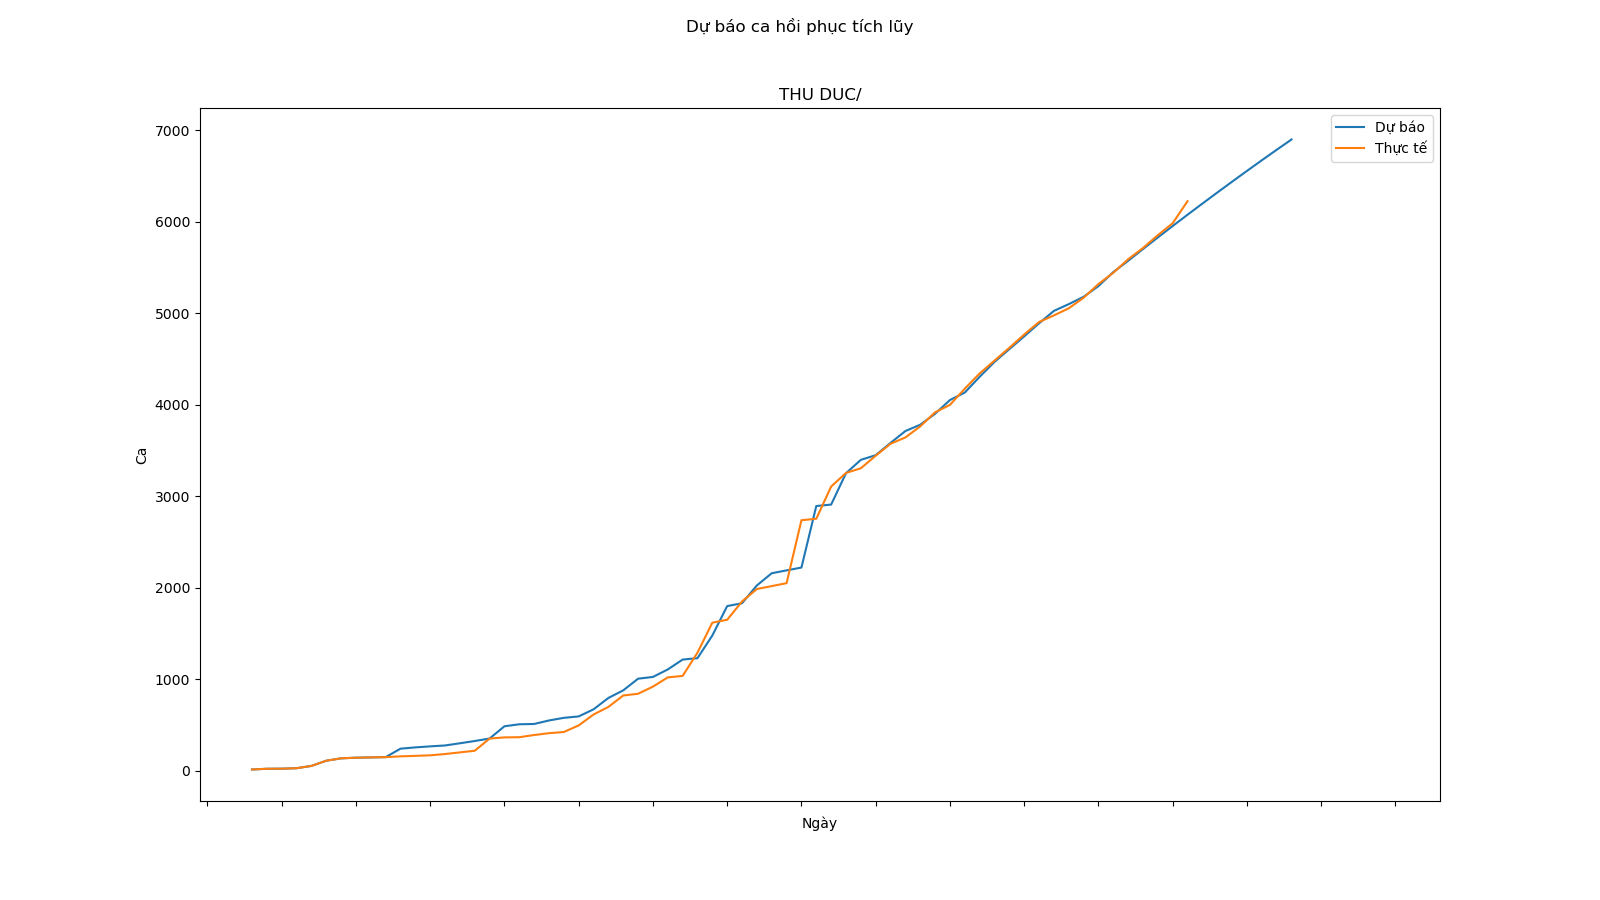 Dự báo ca hồi phục tích lũy
THU DUC/
Dự báo
Thực tế
7000
6000
5000
4000
3000
2000
1000
0
Ca
Ngày